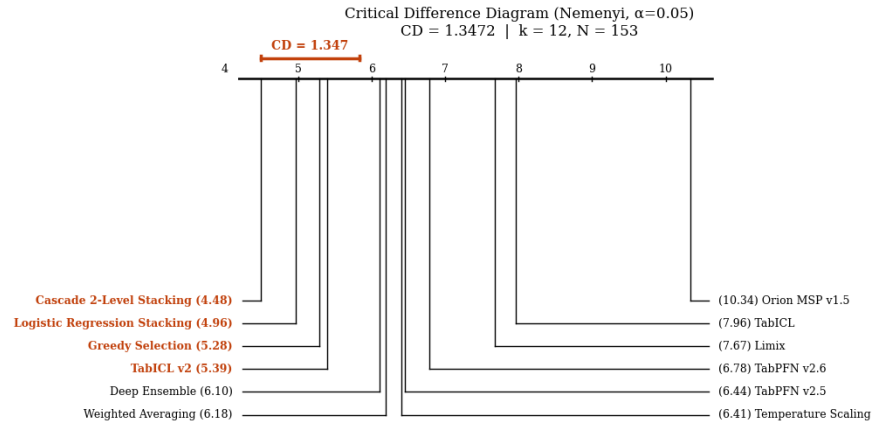 Critical Difference Diagram (Nemenyi, α=0.05)
CD = 1.3472 | k = 12, N = 153
CD = 1.347
4 5 6 7 8 9 10
Cascade 2-Level Stacking (4.48)
(10.34) Orion MSP v1.5
Logistic Regression Stacking (4.96)
(7.96) TabICL
Greedy Selection (5.28)
(7.67) Limix
TabICL v2 (5.39)
(6.78) TabPFN v2.6
Deep Ensemble (6.10)
(6.44) TabPFN v2.5
Weighted Averaging (6.18)
(6.41) Temperature Scaling